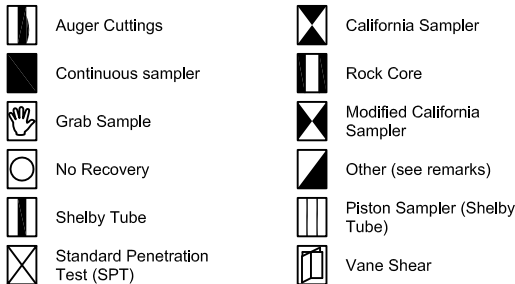 Auger Cuttings
Continuous sampler
Grab Sample
No Recovery
Shelby Tube
Standard Penetration
Test (SPT)
California Sampler
Rock Core
Modified California
Sampler
Other (see remarks)
Piston Sampler (Shelby
Tube)
Vane Shear